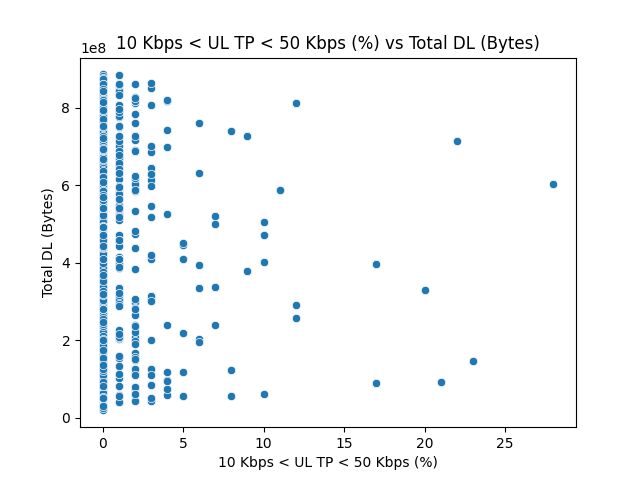 10 Kbps < UL TP < 50 Kbps (%) vs Total DL (Bytes)
1e8
8
6
4
2
0
Total DL (Bytes)
0 5 10 15 20 25
10 Kbps < UL TP < 50 Kbps (%)